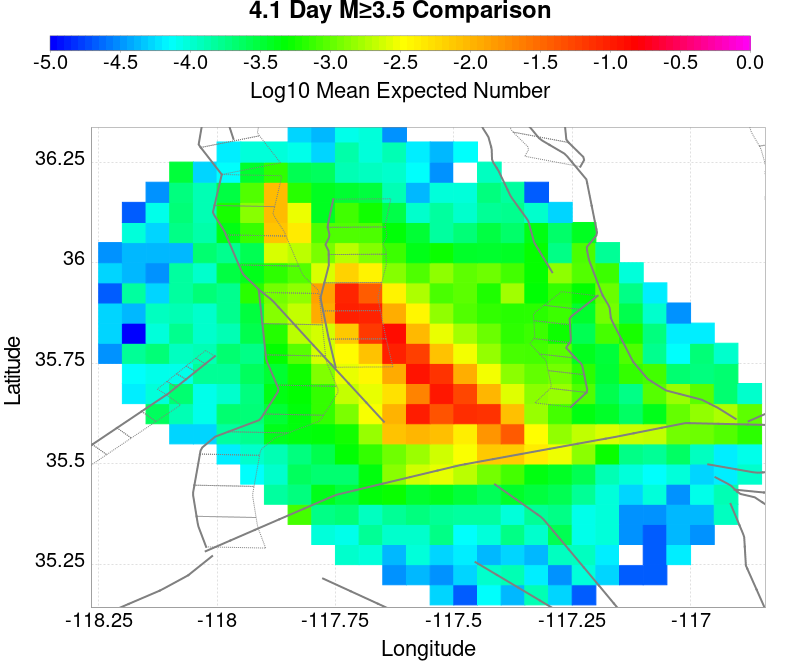 4.1 Day M≥3.5 Comparison
-5.0 -4.5 -4.0 -3.5 -3.0 -2.5 -2.0 -1.5 -1.0 -0.5 0.0
Log10 Mean Expected Number
36.25
36
35.75
35.5
35.25
Latitude
-118.25 -118 -117.75 -117.5 -117.25 -117
Longitude